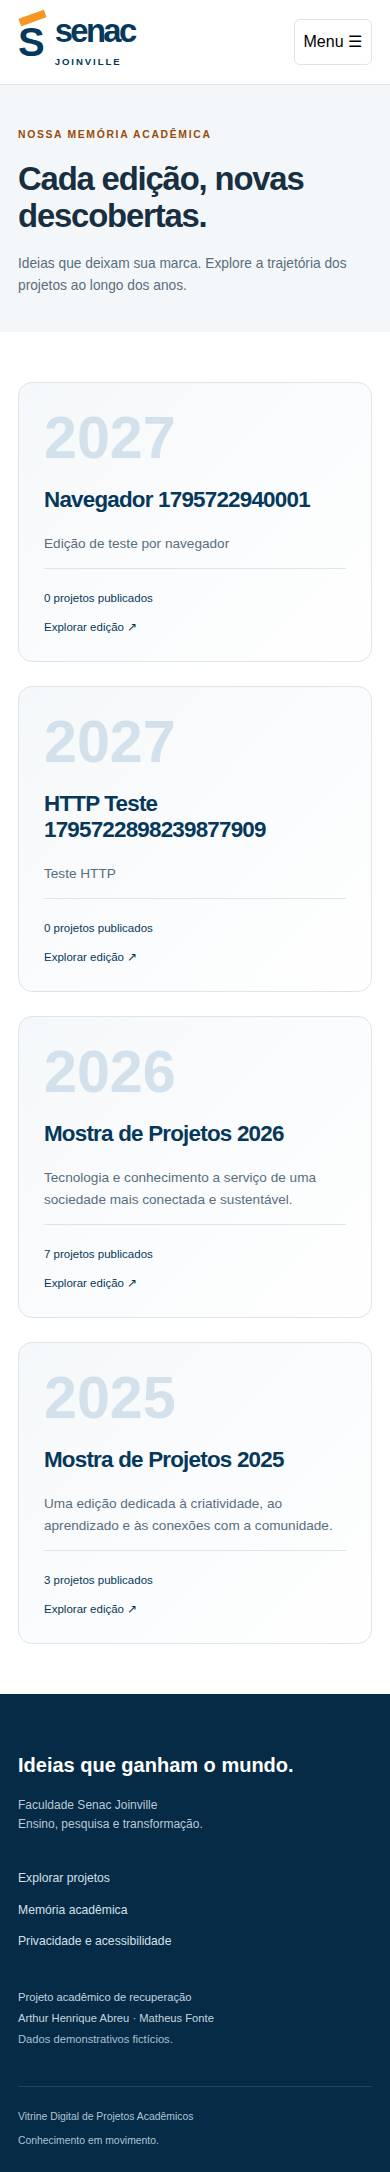 S senac
JOINVILLE
Menu ☰
NOSSA MEMÓRIA ACADÊMICA
Cada edição, novas
descobertas.
Ideias que deixam sua marca. Explore a trajetória dos
projetos ao longo dos anos.
2027
Navegador 1795722940001
Edição de teste por navegador
0 projetos publicados
Explorar edição ↗
2027
HTTP Teste
1795722898239877909
Teste HTTP
0 projetos publicados
Explorar edição ↗
2026
Mostra de Projetos 2026
Tecnologia e conhecimento a serviço de uma
sociedade mais conectada e sustentável.
7 projetos publicados
Explorar edição ↗
2025
Mostra de Projetos 2025
Uma edição dedicada à criatividade, ao
aprendizado e às conexões com a comunidade.
3 projetos publicados
Explorar edição ↗
Ideias que ganham o mundo.
Faculdade Senac Joinville
Ensino, pesquisa e transformação.
Explorar projetos
Memória acadêmica
Privacidade e acessibilidade
Projeto acadêmico de recuperação
Arthur Henrique Abreu · Matheus Fonte
Dados demonstrativos fictícios.
Vitrine Digital de Projetos Acadêmicos
Conhecimento em movimento.